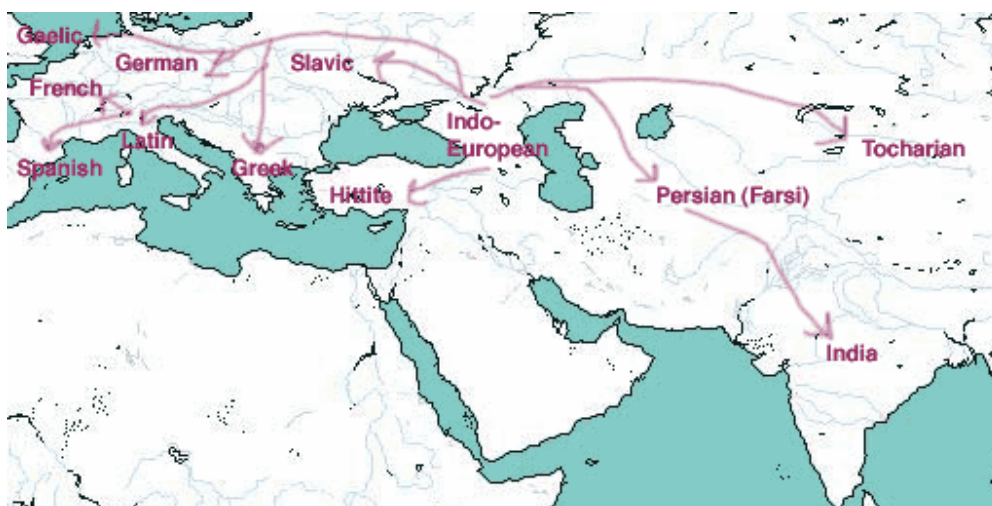 Gaelic
German
Slavic
French
Indo-
European
Latin
Tocharian
Spanish
Greek
Hittite
Persian (Farsi)
India